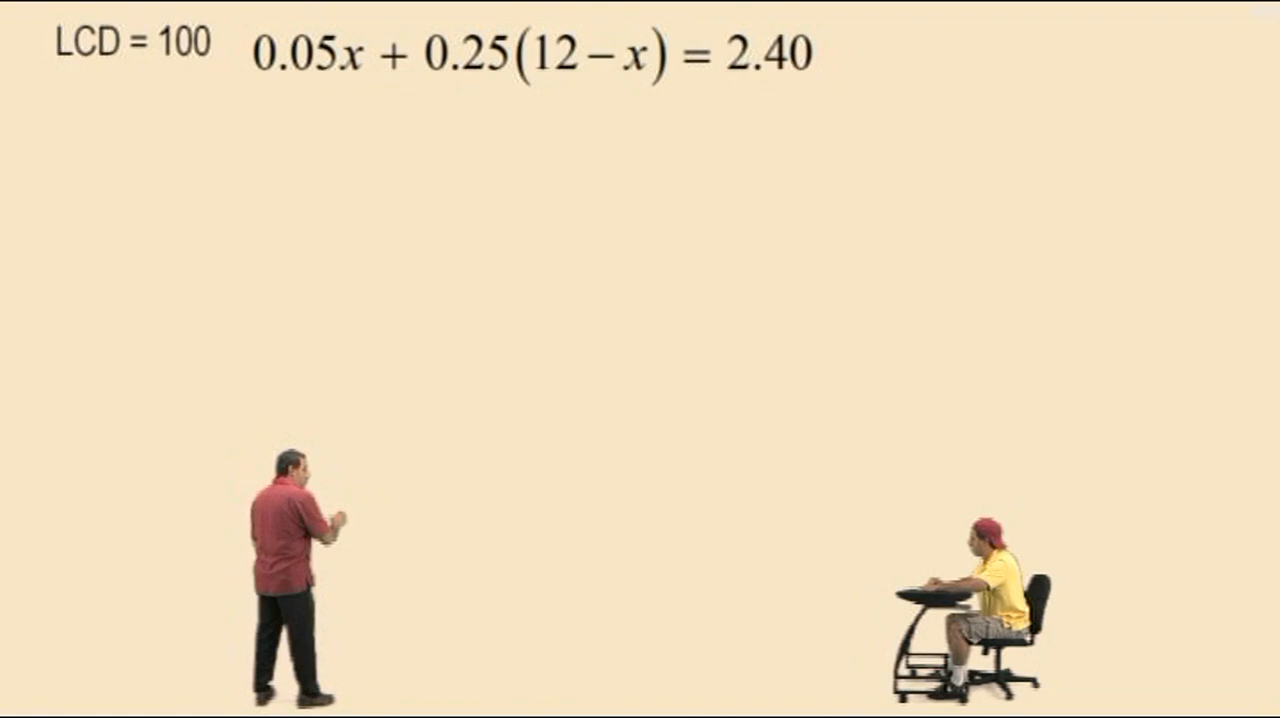 LCD = 100 0.05x + 0.25(12 − x) = 2.40